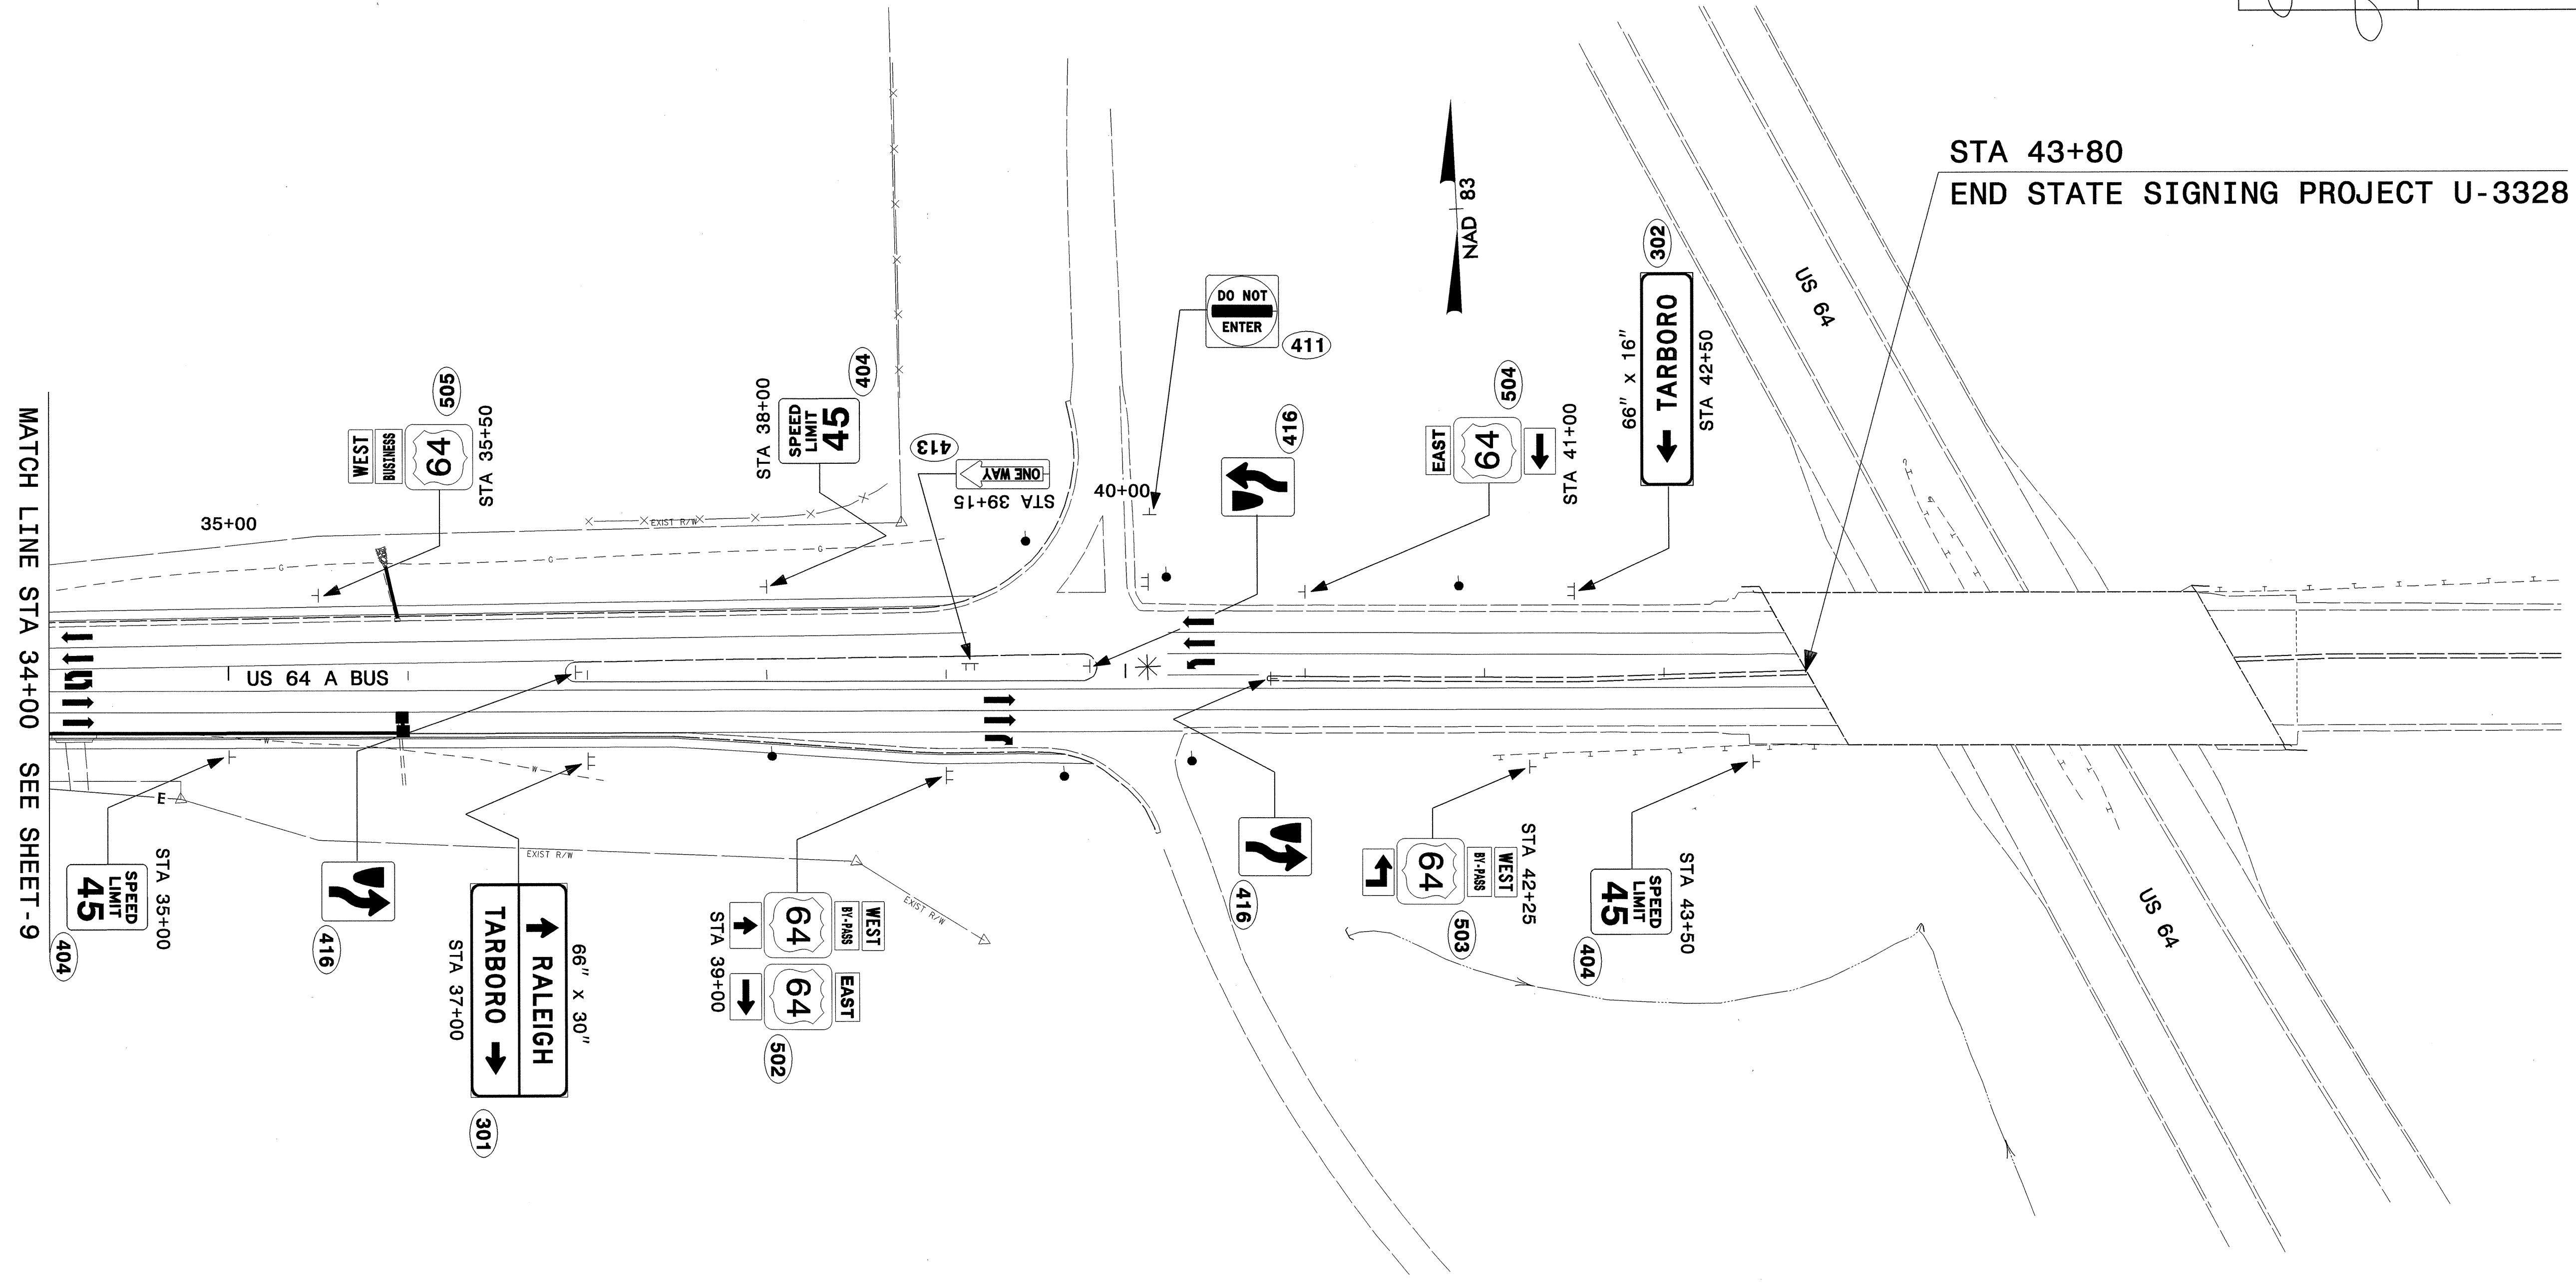 STA 43+80
END STATE SIGNING PROJECT U-3328
US 64
NAD 83
302
TARBORO
66" x 16"
STA 42+50
DO NOT
ENTER
411
504
EAST
64
STA 41+00
416
404
STA 38+00
SPEED
LIMIT
45
413
ONE WAY
STA 39+15
40+00
505
WEST
BUSINESS
64
STA 35+50
35+00
EXIST R/W
G
G
G
MATCH LINE STA 34+00 SEE SHEET-9
US 64 A BUS
W
W
E
EXIST R/W
EXIST R/W
SPEED
LIMIT
45
STA 35+00
404
416
RALEIGH
TARBORO
66" x 30"
STA 37+00
301
WEST
BY-PASS
64
EAST
64
STA 39+00
502
416
WEST
BY-PASS
64
STA 42+25
503
SPEED
LIMIT
45
STA 43+50
404
US 64